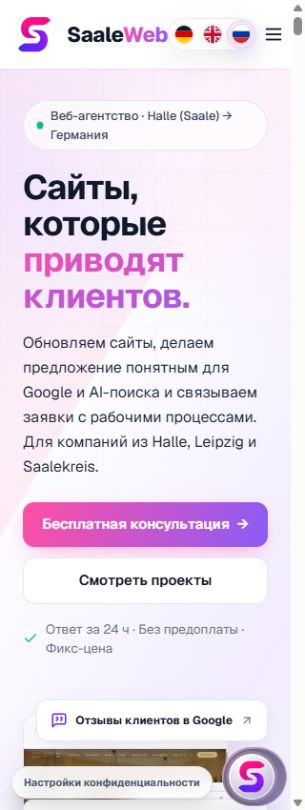 SaaleWeb
Веб-агентство · Halle (Saale) →
Германия
Сайты,
которые
приводят
клиентов.
Обновляем сайты, делаем
предложение понятным для
Google и AI-поиска и связываем
заявки с рабочими процессами.
Для компаний из Halle, Leipzig и
Saalekreis.
Бесплатная консультация →
Смотреть проекты
Ответ за 24 ч · Без предоплаты ·
Фикс-цена
Отзывы клиентов в Google ↗
Настройки конфиденциальности